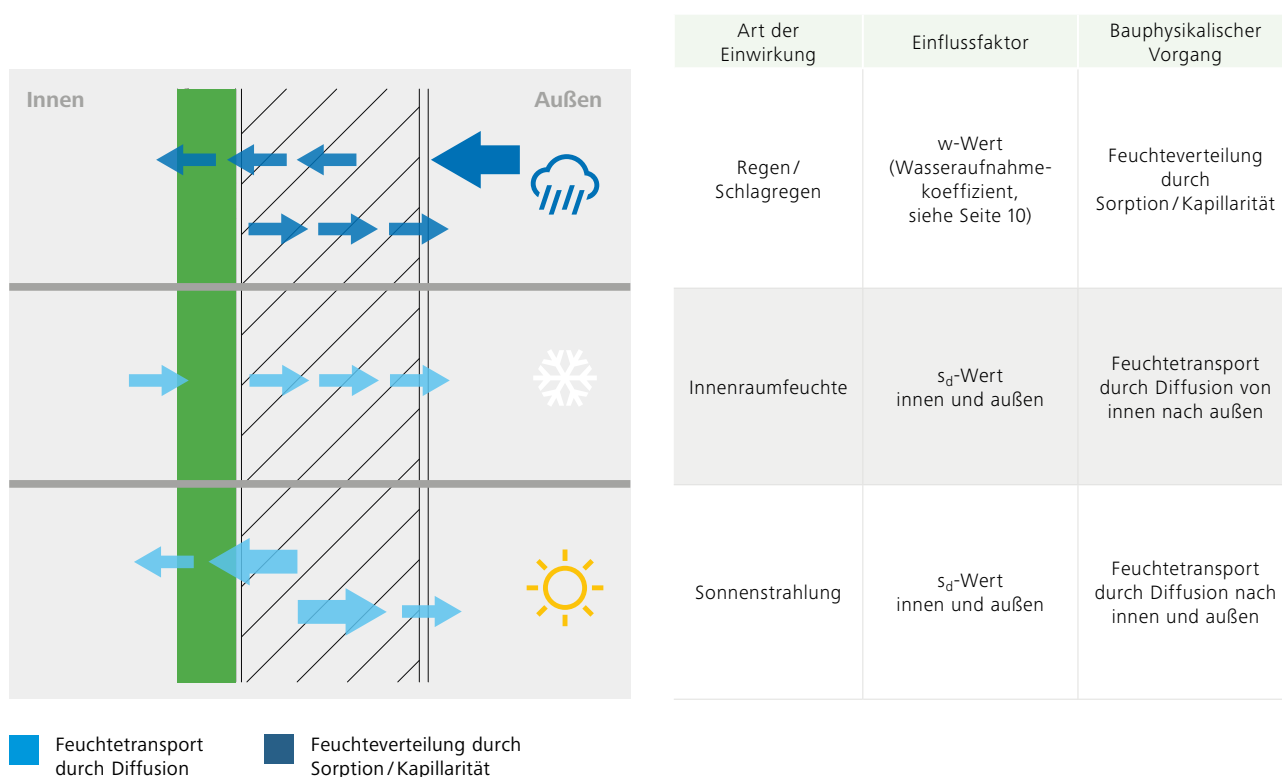 Innen
Außen
Feuchtetransport
durch Diffusion
Feuchteverteilung durch
Sorption/Kapillarität
Art der
Einwirkung
Einflussfaktor
Bauphysikalischer
Vorgang
Regen/
Schlagregen
w-Wert
(Wasseraufnahme-
koeffizient,
siehe Seite 10)
Feuchteverteilung
durch
Sorption/Kapillarität
Innenraumfeuchte
sd-Wert
innen und außen
Feuchtetransport
durch Diffusion von
innen nach außen
Sonnenstrahlung
sd-Wert
innen und außen
Feuchtetransport
durch Diffusion nach
innen und außen